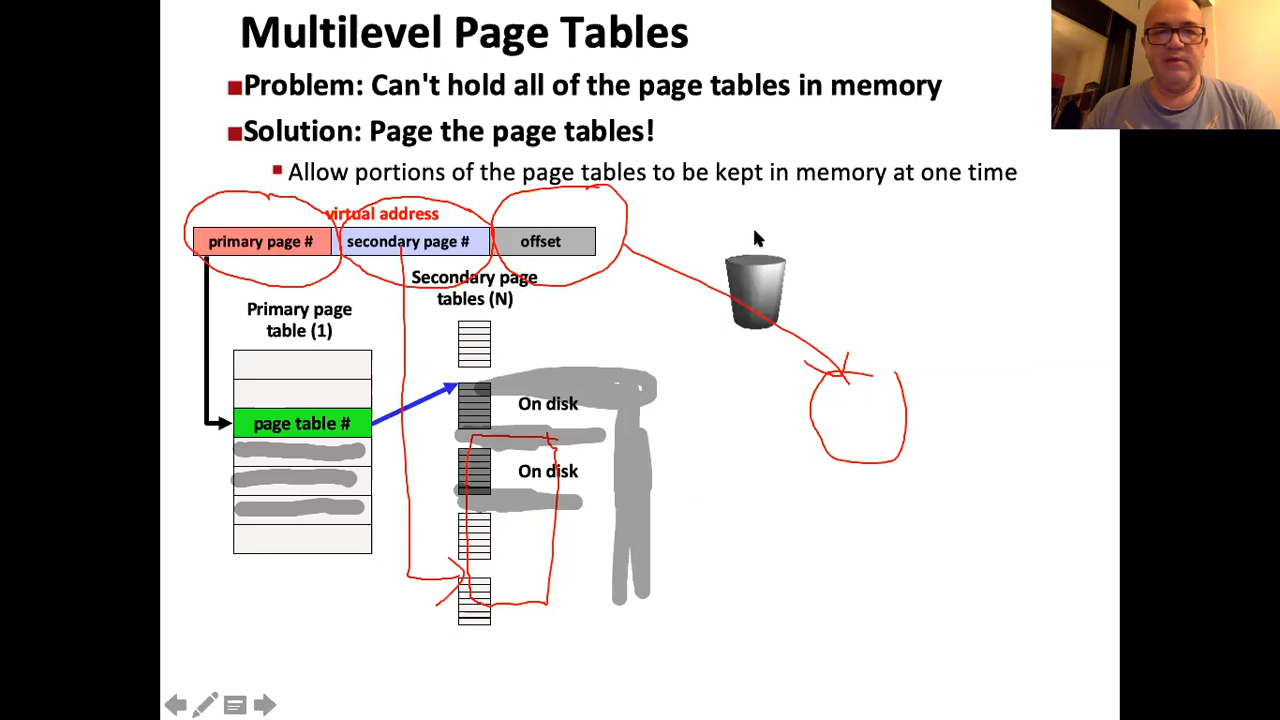 Multilevel Page Tables
Problem: Can't hold all of the page tables in memory
Solution: Page the page tables!
Allow portions of the page tables to be kept in memory at one time
virtual address
primary page #
secondary page #
offset
Secondary page
tables (N)
Primary page
table (1)
page table #
On disk
On disk